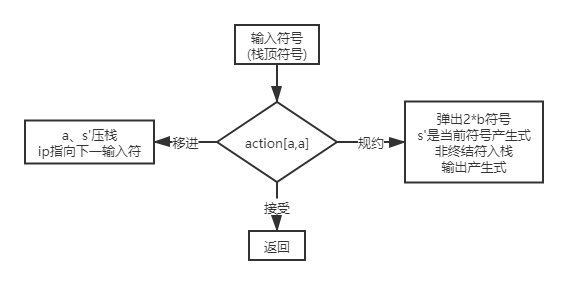 输入符号
(栈顶符号)
a、s'压栈
ip指向下一输入符
移进
action[a,a]
规约
弹出2*b符号
s'是当前符号产生式
非终结符入栈
输出产生式
接受
返回